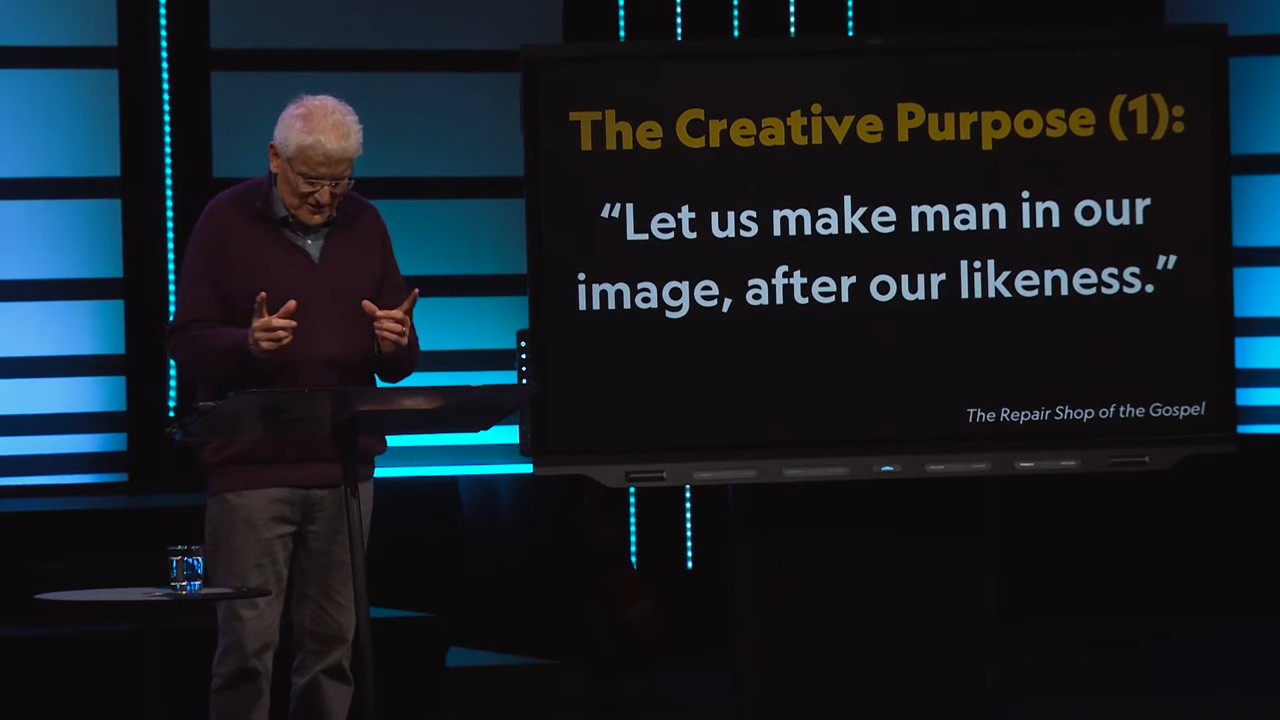 The Creative Purpose (1):
“Let us make man in our
image, after our likeness.”
The Repair Shop of the Gospel